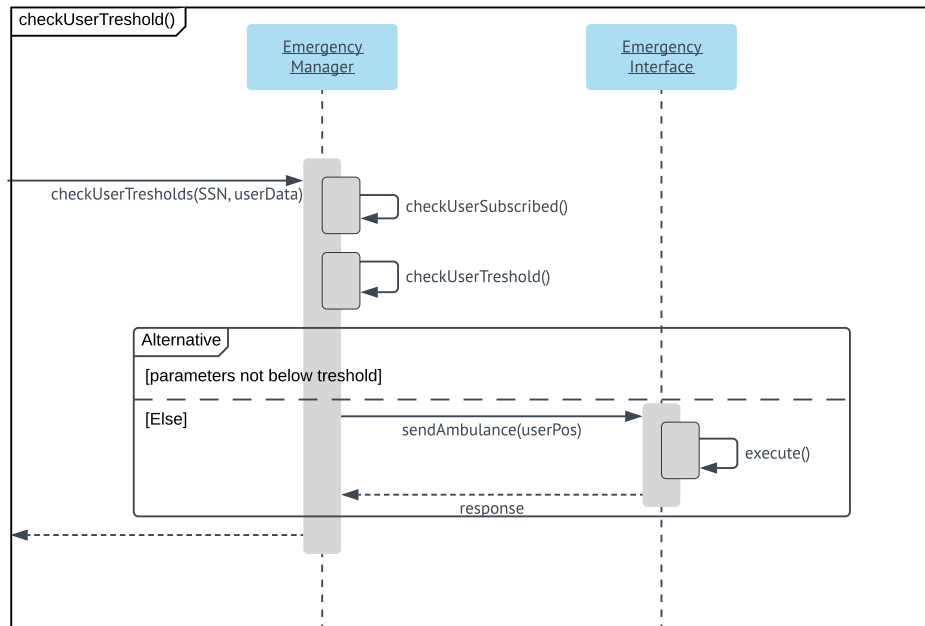 checkUserTreshold()
Emergency
Manager
Emergency
Interface
checkUserTresholds(SSN, userData)
checkUserSubscribed()
checkUserTreshold()
Alternative
[parameters not below treshold]
[Else]
sendAmbulance(userPos)
execute()
response